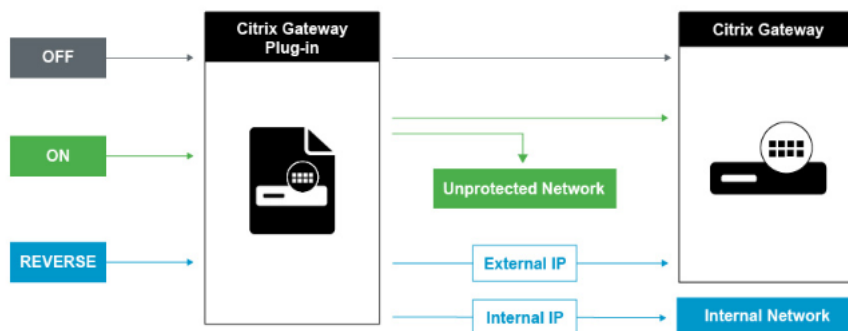 Citrix Gateway
Plug-in
Citrix Gateway
OFF
ON
Unprotected Network
REVERSE
External IP
Internal IP
Internal Network